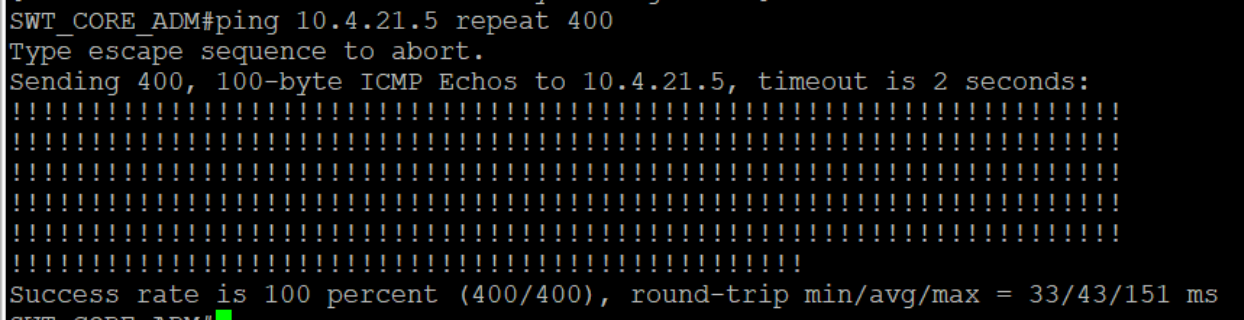 SWT_CORE_ADM#ping 10.4.21.5 repeat 400
Type escape sequence to abort.
Sending 400, 100-byte ICMP Echos to 10.4.21.5, timeout is 2 seconds:
!!!!!!!!!!!!!!!!!!!!!!!!!!!!!!!!!!!!!!!!!!!!!!!!!!!!!!!!!!!!!!!!!!!!!!
!!!!!!!!!!!!!!!!!!!!!!!!!!!!!!!!!!!!!!!!!!!!!!!!!!!!!!!!!!!!!!!!!!!!!!
!!!!!!!!!!!!!!!!!!!!!!!!!!!!!!!!!!!!!!!!!!!!!!!!!!!!!!!!!!!!!!!!!!!!!!
!!!!!!!!!!!!!!!!!!!!!!!!!!!!!!!!!!!!!!!!!!!!!!!!!!!!!!!!!!!!!!!!!!!!!!
!!!!!!!!!!!!!!!!!!!!!!!!!!!!!!!!!!!!!!!!!!!!!!!!!!!!!!!!!!!!!!!!!!!!!!
!!!!!!!!!!!!!!!!!!!!!!!!!!!!!!!!!!!!!!!!!!!!!!!!!!
Success rate is 100 percent (400/400), round-trip min/avg/max = 33/43/151 ms
SWT_CORE_ADM#